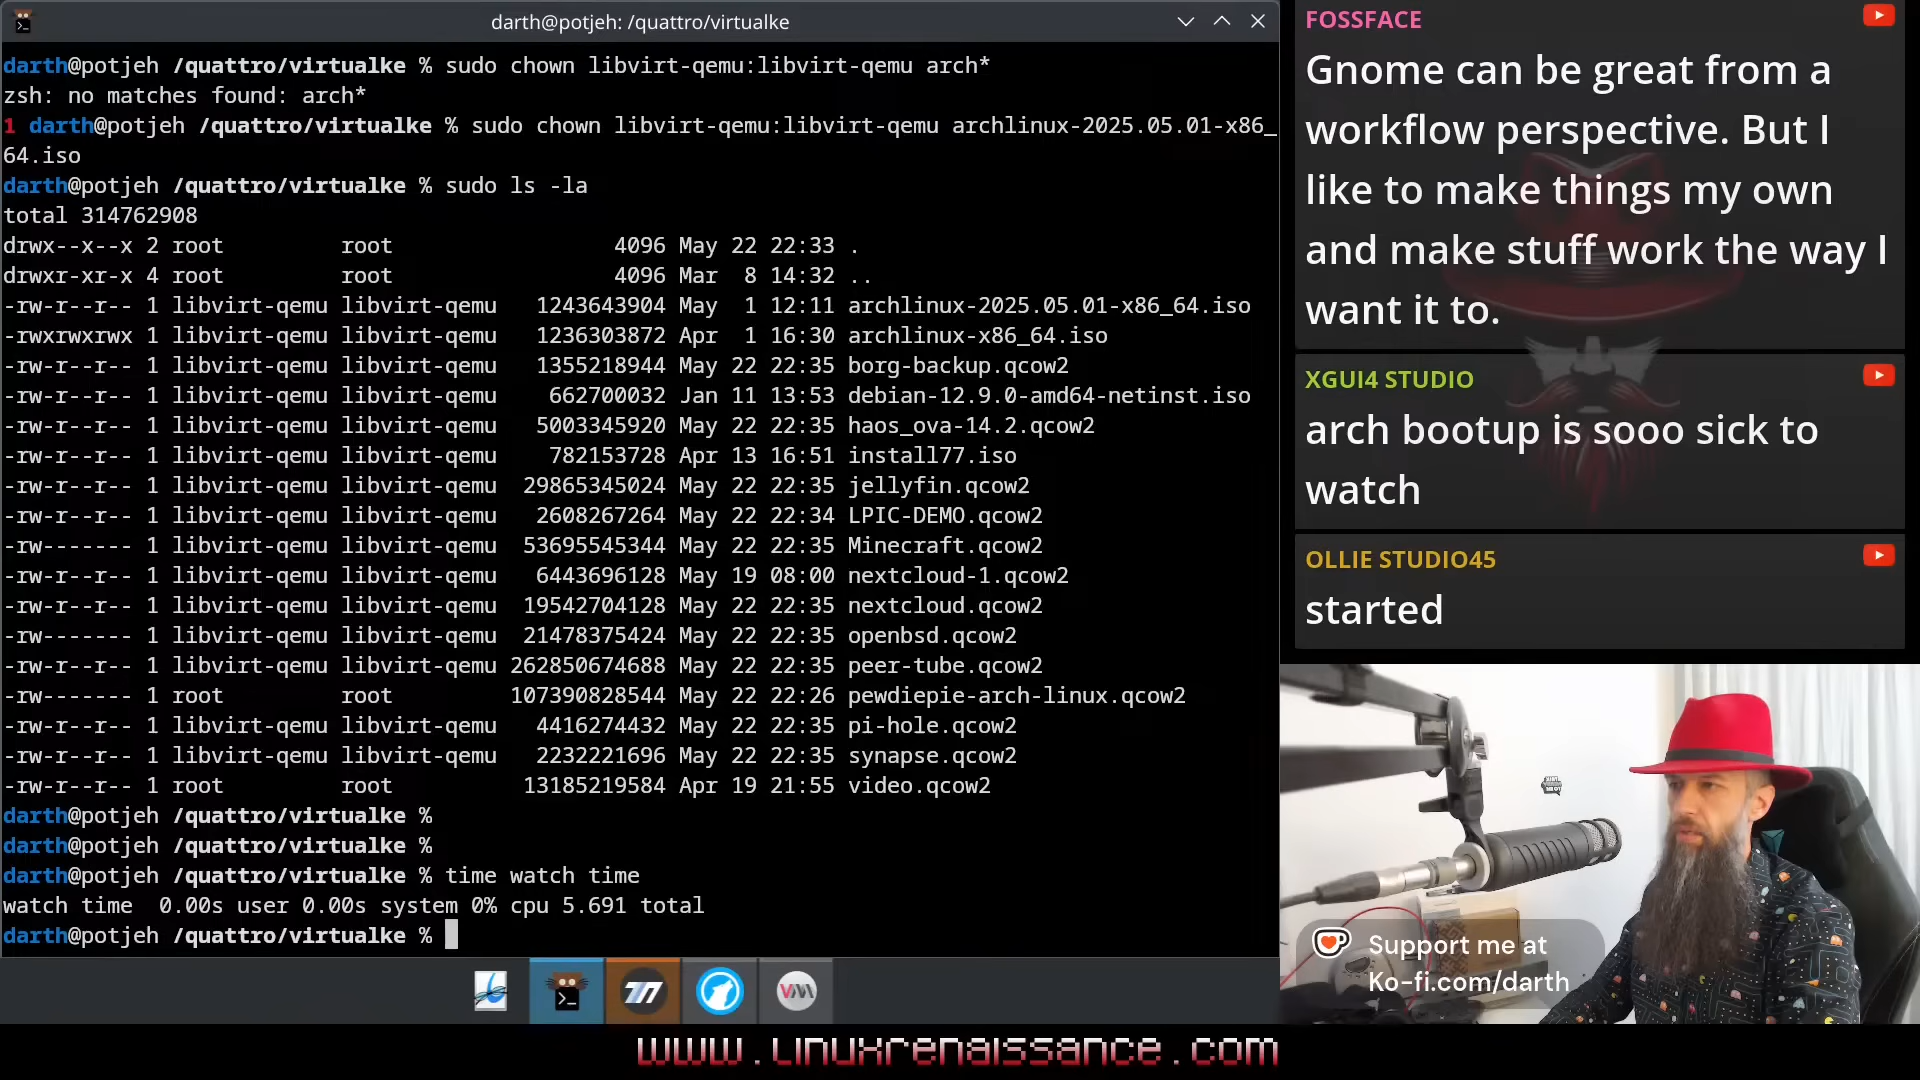 darth@potjeh: /quattro/virtualke
darth@potjeh /quattro/virtualke % sudo chown libvirt-qemu:libvirt-qemu arch*
zsh: no matches found: arch*
1 darth@potjeh /quattro/virtualke % sudo chown libvirt-qemu:libvirt-qemu archlinux-2025.05.01-x86_
64.iso
darth@potjeh /quattro/virtualke % sudo ls -la
total 314762908
drwx--x--x 2 root root 4096 May 22 22:33 .
drwxr-xr-x 4 root root 4096 Mar 8 14:32 ..
-rw-r--r-- 1 libvirt-qemu libvirt-qemu 1243643904 May 1 12:11 archlinux-2025.05.01-x86_64.iso
-rwxrwxrwx 1 libvirt-qemu libvirt-qemu 1236303872 Apr 1 16:30 archlinux-x86_64.iso
-rw-r--r-- 1 libvirt-qemu libvirt-qemu 1355218944 May 22 22:35 borg-backup.qcow2
-rw-r--r-- 1 libvirt-qemu libvirt-qemu 662700032 Jan 11 13:53 debian-12.9.0-amd64-netinst.iso
-rw-r--r-- 1 libvirt-qemu libvirt-qemu 5003345920 May 22 22:35 haos_ova-14.2.qcow2
-rw-r--r-- 1 libvirt-qemu libvirt-qemu 782153728 Apr 13 16:51 install77.iso
-rw-r--r-- 1 libvirt-qemu libvirt-qemu 29865345024 May 22 22:35 jellyfin.qcow2
-rw-r--r-- 1 libvirt-qemu libvirt-qemu 2608267264 May 22 22:34 LPIC-DEMO.qcow2
-rw------- 1 libvirt-qemu libvirt-qemu 53695545344 May 22 22:35 Minecraft.qcow2
-rw-r--r-- 1 libvirt-qemu libvirt-qemu 6443696128 May 19 08:00 nextcloud-1.qcow2
-rw-r--r-- 1 libvirt-qemu libvirt-qemu 19542704128 May 22 22:35 nextcloud.qcow2
-rw------- 1 libvirt-qemu libvirt-qemu 21478375424 May 22 22:35 openbsd.qcow2
-rw-r--r-- 1 libvirt-qemu libvirt-qemu 262850674688 May 22 22:35 peer-tube.qcow2
-rw------- 1 root root 107390828544 May 22 22:26 pewdiepie-arch-linux.qcow2
-rw-r--r-- 1 libvirt-qemu libvirt-qemu 4416274432 May 22 22:35 pi-hole.qcow2
-rw-r--r-- 1 libvirt-qemu libvirt-qemu 2232221696 May 22 22:35 synapse.qcow2
-rw-r--r-- 1 root root 13185219584 Apr 19 21:55 video.qcow2
darth@potjeh /quattro/virtualke %
darth@potjeh /quattro/virtualke %
darth@potjeh /quattro/virtualke % time watch time
watch time 0.00s user 0.00s system 0% cpu 5.691 total
darth@potjeh /quattro/virtualke %
FOSSFACE
Gnome can be great from a
workflow perspective. But I
like to make things my own
and make stuff work the way I
want it to.
XGUI4 STUDIO
arch bootup is sooo sick to
watch
OLLIE STUDIO45
started
Support me at
Ko-fi.com/darth
www.linuxrenaissance.com